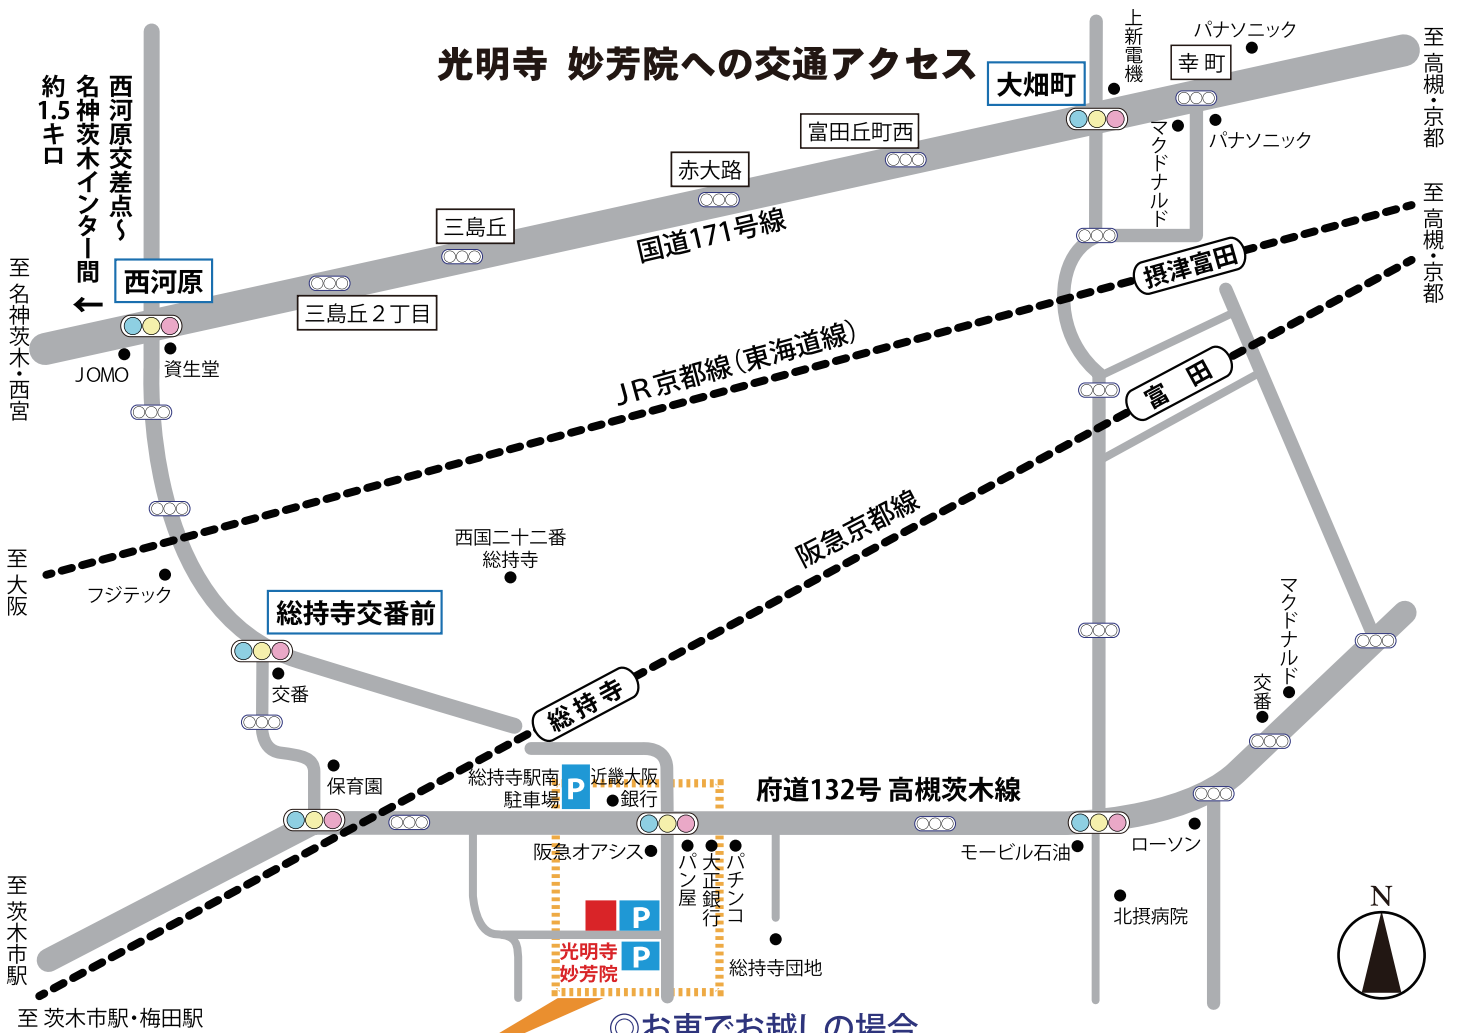 光明寺 妙芳院への交通アクセス
西河原交差点〜
名神茨木インター間
約1.5キロ
至 名神茨木・西宮
西河原
JOMO
資生堂
三島丘2丁目
三島丘
赤大路
富田丘町西
大畑町
上新電機
パナソニック
幸町
マクドナルド
パナソニック
至 高槻・京都
至 高槻・京都
国道171号線
摂津富田
JR京都線(東海道線)
富田
阪急京都線
至 大阪
フジテック
西国二十二番
総持寺
総持寺交番前
交番
総持寺
保育園
総持寺駅南
駐車場
P
近畿大阪
銀行
府道132号 高槻茨木線
マクドナルド
交番
阪急オアシス
パン屋
大正銀行
パチンコ
モービル石油
ローソン
北摂病院
P
光明寺
妙芳院
P
総持寺団地
N
至 茨木市駅
至 茨木市駅・梅田駅
◎お車でお越しの場合